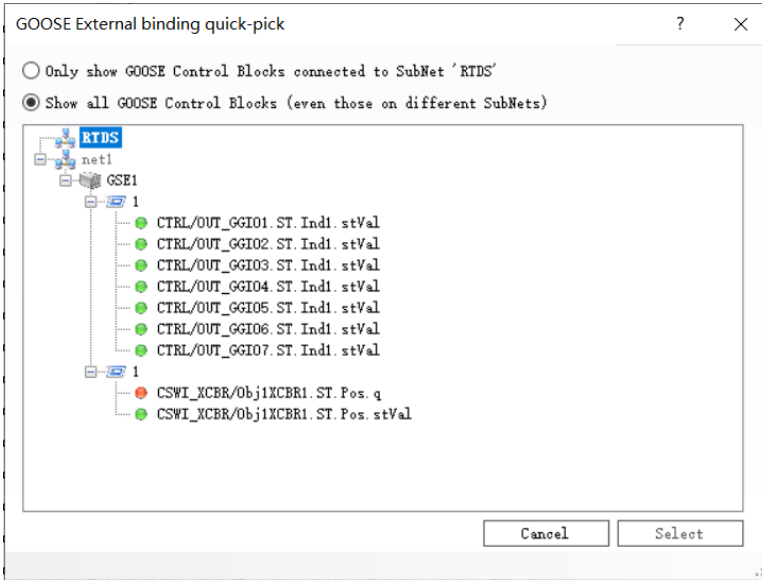 GOOSE External binding quick-pick ? ×
Only show GOOSE Control Blocks connected to SubNet 'RTDS'
Show all GOOSE Control Blocks (even those on different SubNets)
RTDS
net1
GSE1
1
CTRL/OUT_GGIO1.ST.Ind1.stVal
CTRL/OUT_GGIO2.ST.Ind1.stVal
CTRL/OUT_GGIO3.ST.Ind1.stVal
CTRL/OUT_GGIO4.ST.Ind1.stVal
CTRL/OUT_GGIO5.ST.Ind1.stVal
CTRL/OUT_GGIO6.ST.Ind1.stVal
CTRL/OUT_GGIO7.ST.Ind1.stVal
1
CSWI_XCBR/Obj1XCBR1.ST.Pos.q
CSWI_XCBR/Obj1XCBR1.ST.Pos.stVal
Cancel Select